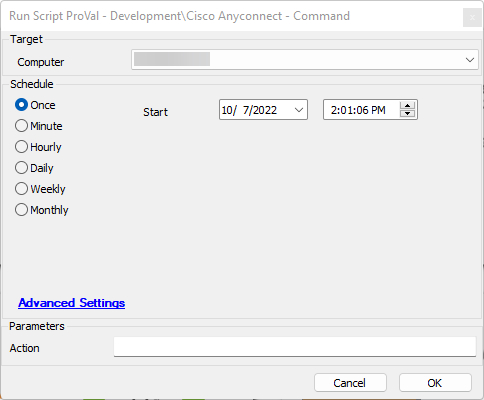 Run Script ProVal - Development\Cisco Anyconnect - Command
Target
Computer
Schedule
Once
Start
10/ 7/2022
2:01:06 PM
Minute
Hourly
Daily
Weekly
Monthly
Advanced Settings
Parameters
Action
Cancel
OK